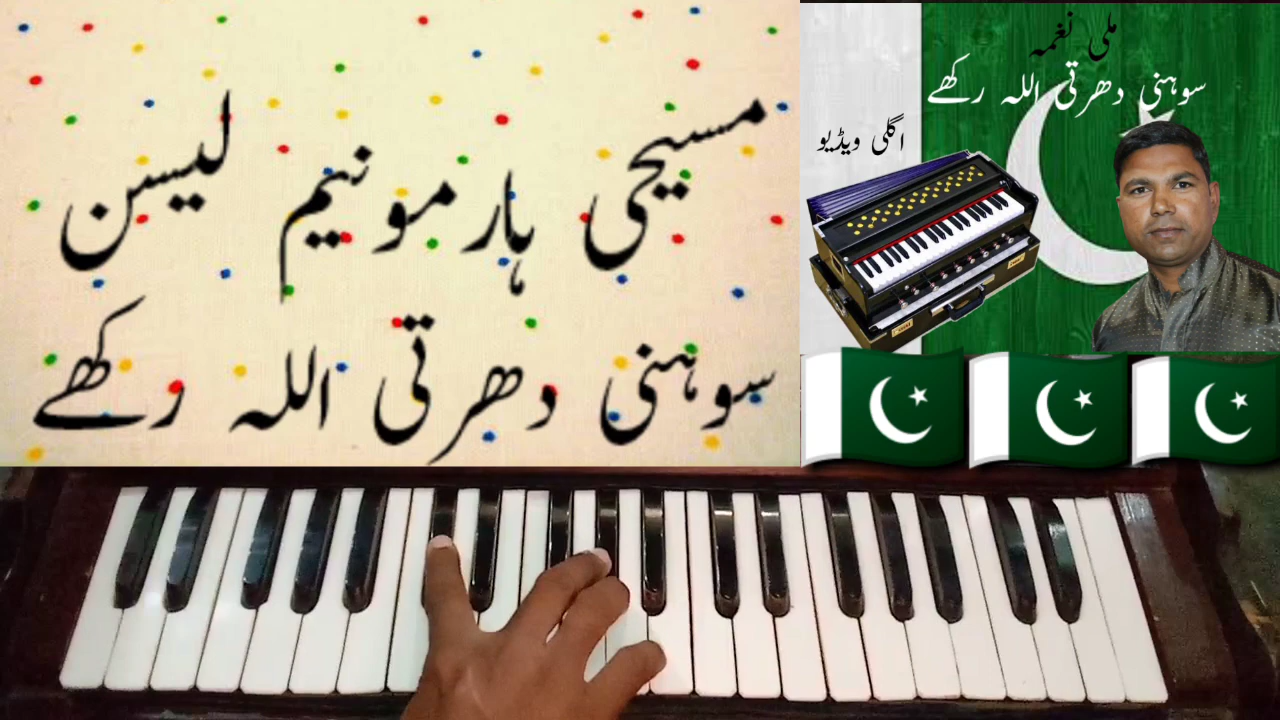 مسیحی ہارمونیم لیسن
سوہنی دھرتی اللہ رکھے
ملی نغمہ
سوہنی دھرتی اللہ رکھے
اگلی ویڈیو